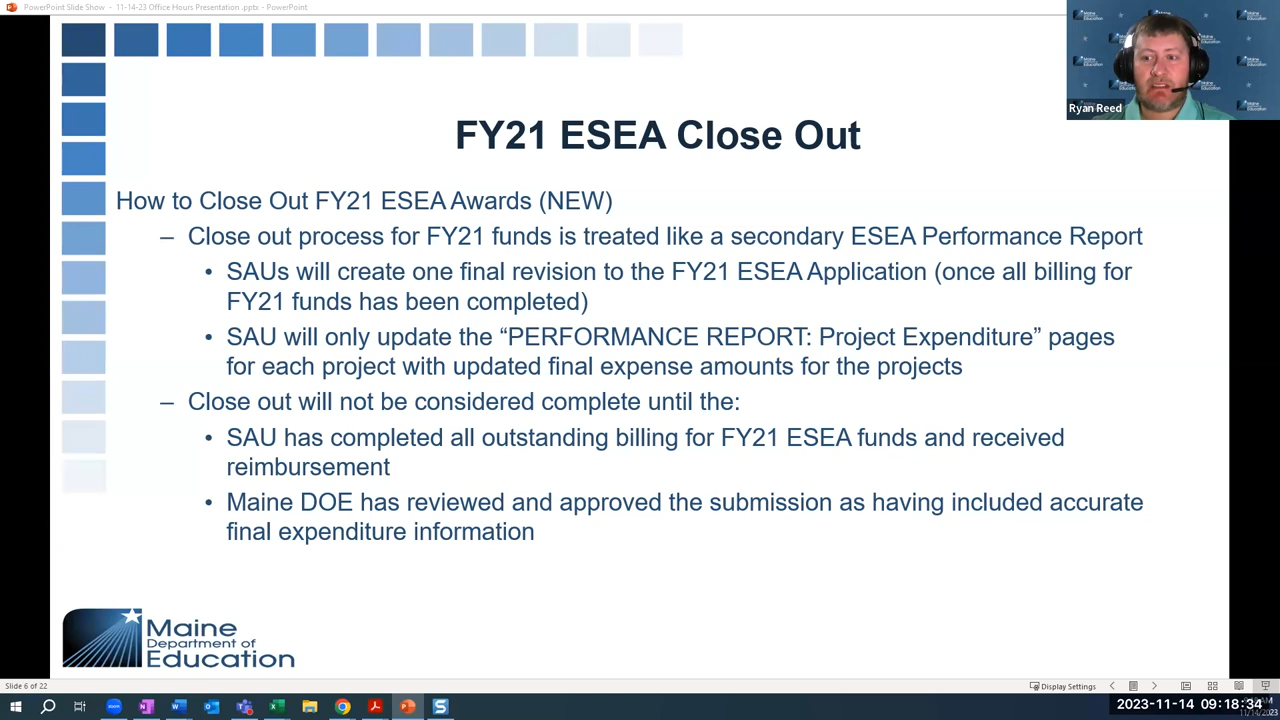 PowerPoint Slide Show - 11-14-23 Office Hours Presentation .pptx - PowerPoint
Maine Department of Education
Ryan Reed
FY21 ESEA Close Out
How to Close Out FY21 ESEA Awards (NEW)
– Close out process for FY21 funds is treated like a secondary ESEA Performance Report
• SAUs will create one final revision to the FY21 ESEA Application (once all billing for
FY21 funds has been completed)
• SAU will only update the “PERFORMANCE REPORT: Project Expenditure” pages
for each project with updated final expense amounts for the projects
– Close out will not be considered complete until the:
• SAU has completed all outstanding billing for FY21 ESEA funds and received
reimbursement
• Maine DOE has reviewed and approved the submission as having included accurate
final expenditure information
Maine
Department of
Education
Slide 6 of 22
Display Settings
2023-11-14 09:18:34